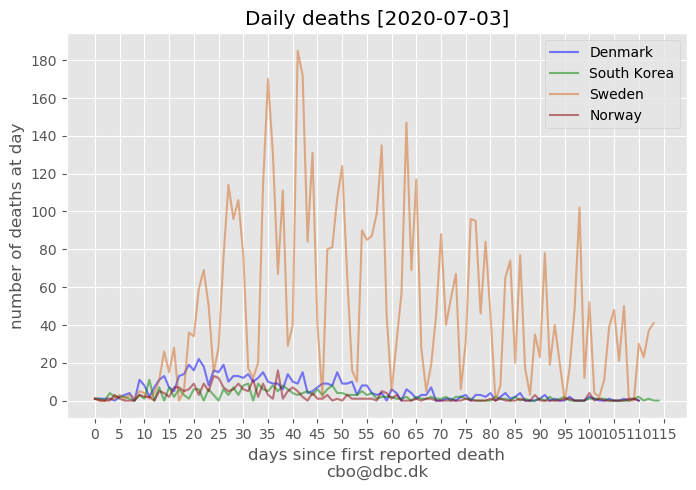 Daily deaths [2020-07-03]
Denmark
South Korea
Sweden
Norway
number of deaths at day
180
160
140
120
100
80
60
40
20
0
0 5 10 15 20 25 30 35 40 45 50 55 60 65 70 75 80 85 90 95 100 105 110 115
days since first reported death
cbo@dbc.dk